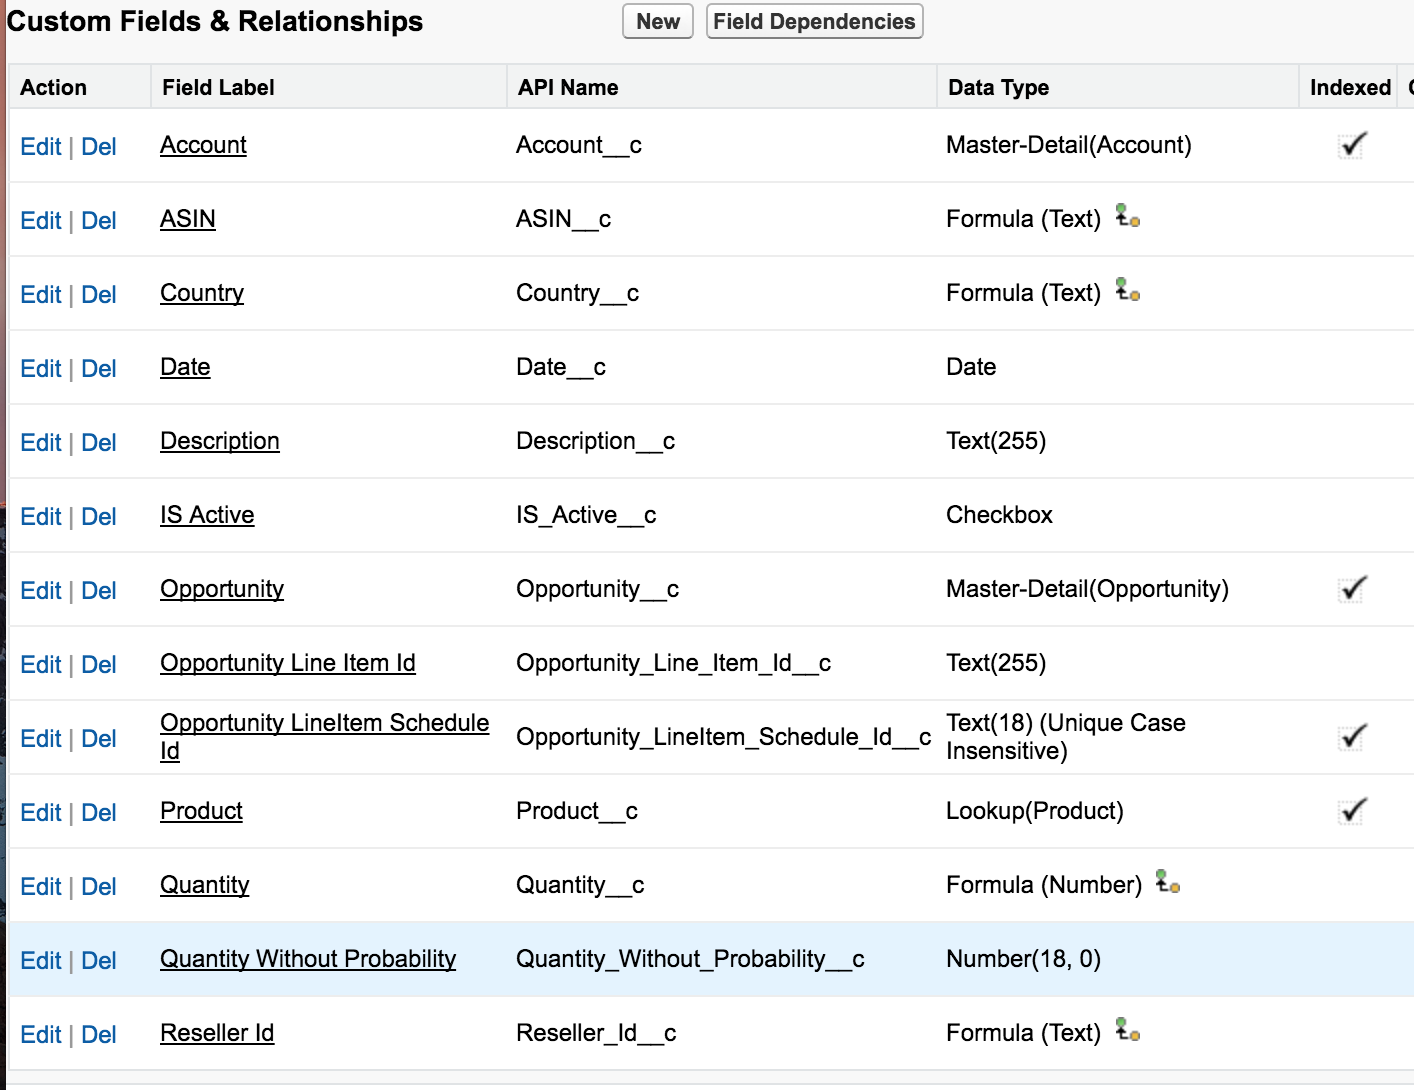 Custom Fields & Relationships New Field Dependencies
Action Field Label API Name Data Type Indexed
Edit | Del Account Account__c Master-Detail(Account)
Edit | Del ASIN ASIN__c Formula (Text)
Edit | Del Country Country__c Formula (Text)
Edit | Del Date Date__c Date
Edit | Del Description Description__c Text(255)
Edit | Del IS Active IS_Active__c Checkbox
Edit | Del Opportunity Opportunity__c Master-Detail(Opportunity)
Edit | Del Opportunity Line Item Id Opportunity_Line_Item_Id__c Text(255)
Edit | Del Opportunity LineItem Schedule Id Opportunity_LineItem_Schedule_Id__c Text(18) (Unique Case Insensitive)
Edit | Del Product Product__c Lookup(Product)
Edit | Del Quantity Quantity__c Formula (Number)
Edit | Del Quantity Without Probability Quantity_Without_Probability__c Number(18, 0)
Edit | Del Reseller Id Reseller_Id__c Formula (Text)